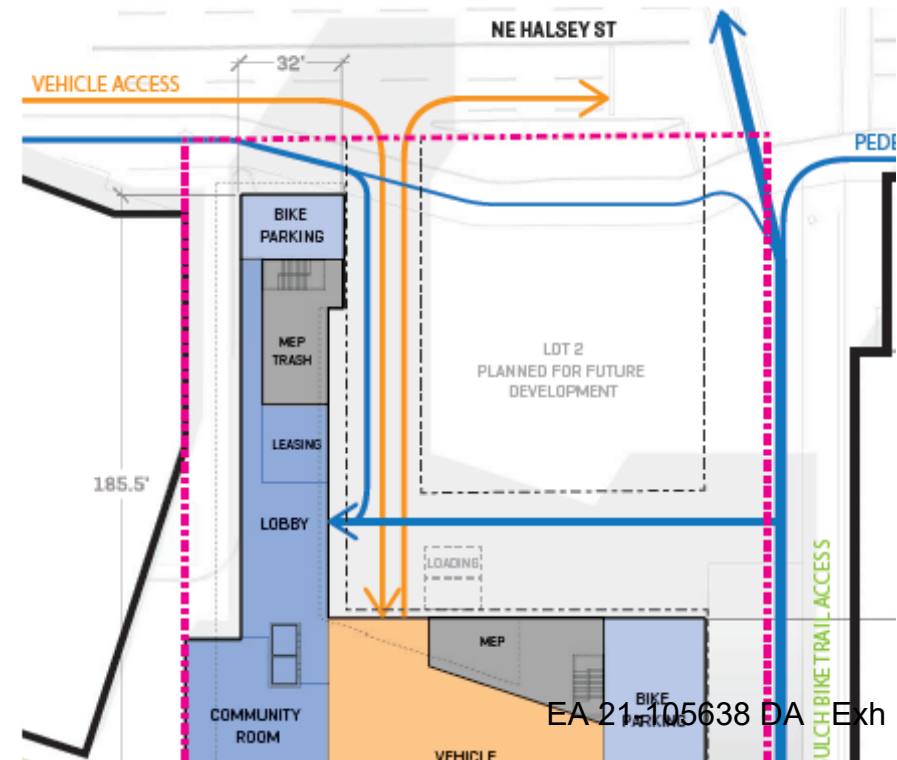 NE HALSEY ST
32'
VEHICLE ACCESS
PEDE
BIKE
PARKING
MEP
TRASH
LOT 2
PLANNED FOR FUTURE
DEVELOPMENT
LEASING
185.5'
LOBBY
LOADING
MEP
BIKE
PARKING
EA 21-105638 DA Exh
COMMUNITY
ROOM
VEHICLE
ULCH BIKE TRAIL ACCESS